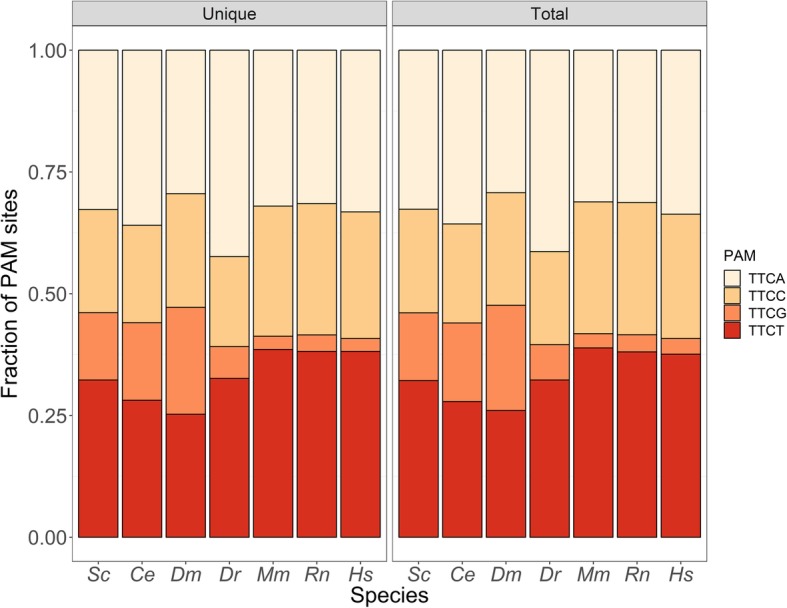 Unique Total
Fraction of PAM sites
1.00
0.75
0.50
0.25
0.00
Sc Ce Dm Dr Mm Rn Hs Sc Ce Dm Dr Mm Rn Hs
Species
PAM
TTCA
TTCC
TTCG
TTCT